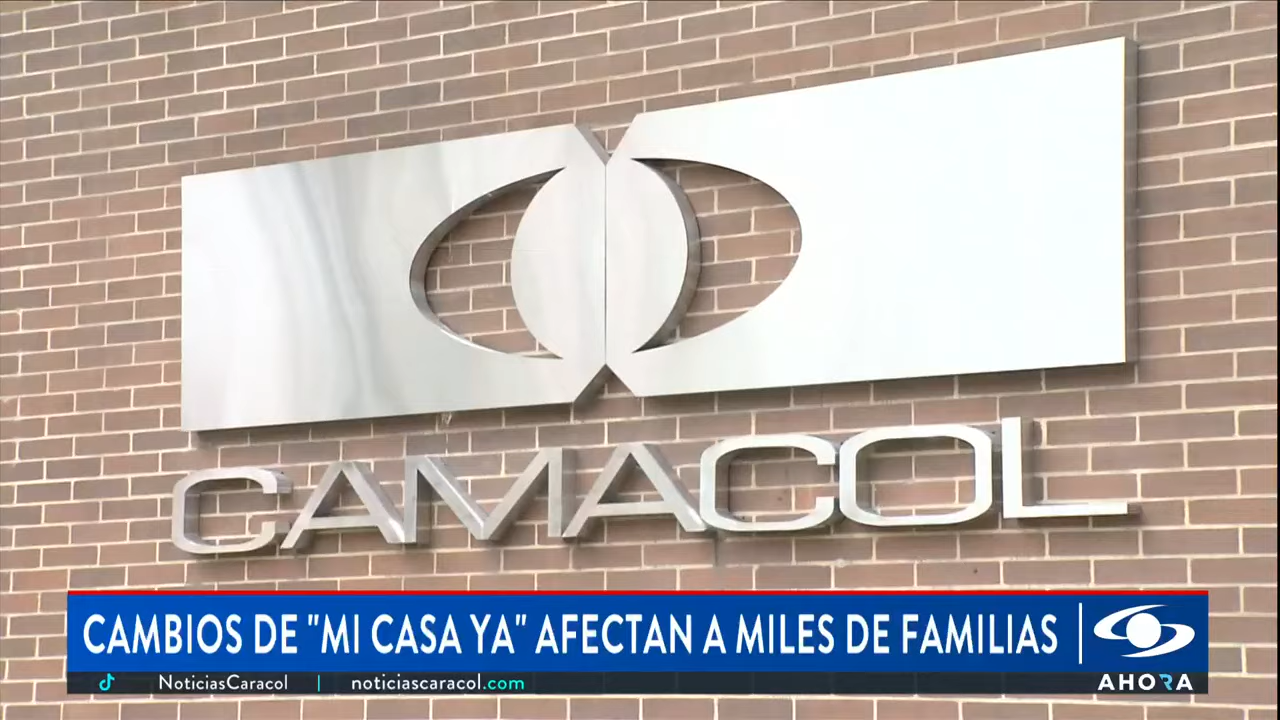 CAMACOL
CAMBIOS DE "MI CASA YA" AFECTAN A MILES DE FAMILIAS
NoticiasCaracol | noticiascaracol.com
AHORA